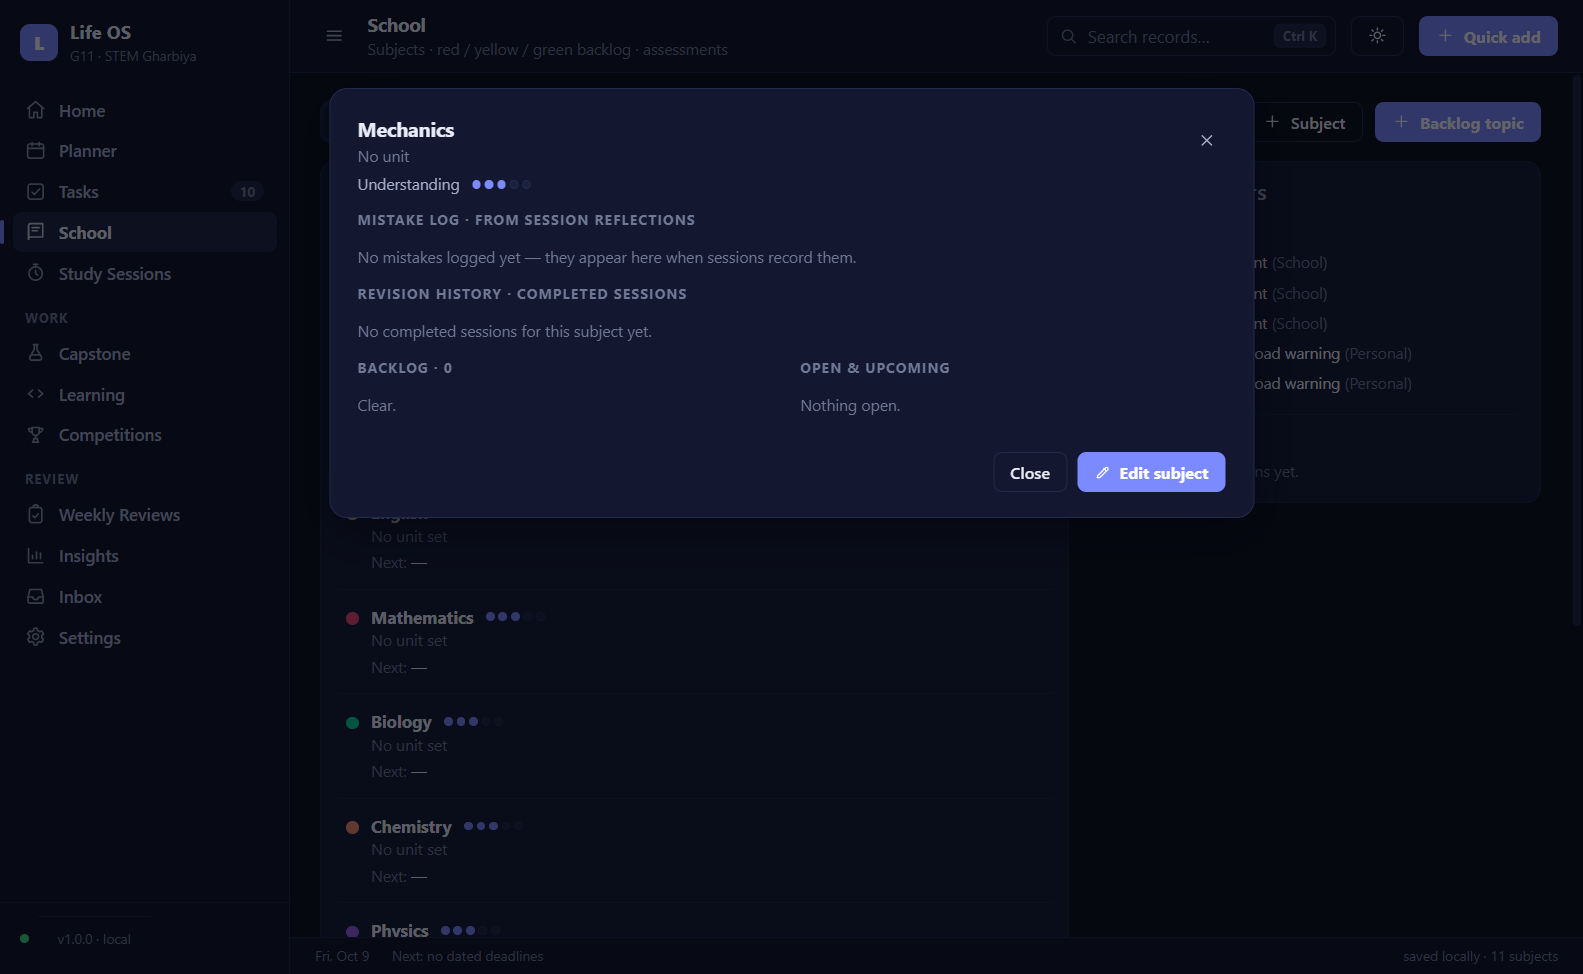 L
Life OS
G11 · STEM Gharbiya
Home
Planner
Tasks
10
School
Study Sessions
WORK
Capstone
Learning
Competitions
REVIEW
Weekly Reviews
Insights
Inbox
Settings
v1.0.0 · local
School
Subjects · red / yellow / green backlog · assessments
Search records...
Ctrl K
Quick add
Subject
Backlog topic
Mechanics
No unit
Understanding
MISTAKE LOG · FROM SESSION REFLECTIONS
No mistakes logged yet — they appear here when sessions record them.
REVISION HISTORY · COMPLETED SESSIONS
No completed sessions for this subject yet.
BACKLOG · 0
Clear.
OPEN & UPCOMING
Nothing open.
Close
Edit subject
(School)
(School)
(School)
warning (Personal)
warning (Personal)
yet.
No unit set
Next: —
Mathematics
No unit set
Next: —
Biology
No unit set
Next: —
Chemistry
No unit set
Next: —
Physics
Fri, Oct 9
Next: no dated deadlines
saved locally · 11 subjects